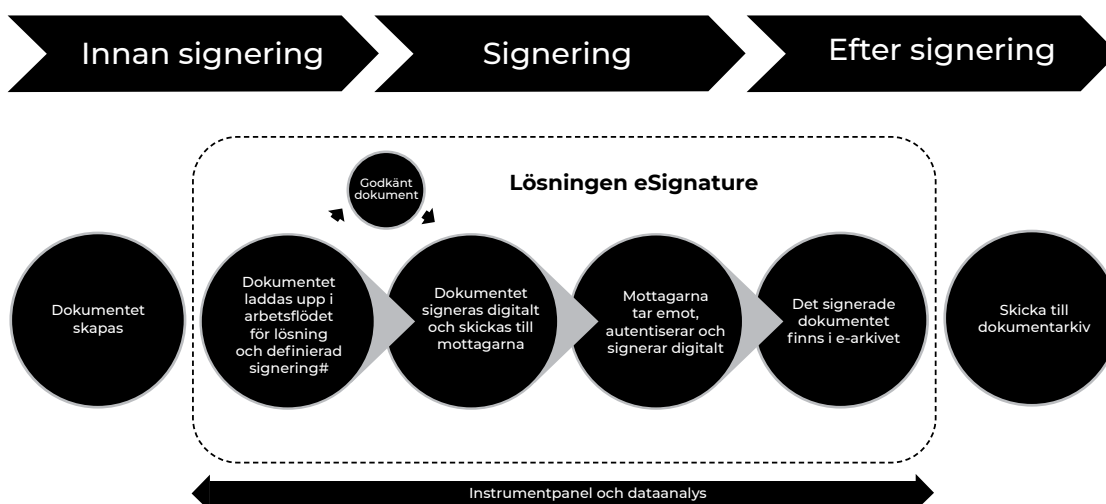 Innan signering
Signering
Efter signering
Lösningen eSignature
Godkänt
dokument
Dokumentet
skapas
Dokumentet
laddas upp i
arbetsflödet
för lösning
och definierad
signering#
Dokumentet
signeras digitalt
och skickas till
mottagarna
Mottagarna
tar emot,
autentiserar och
signerar digitalt
Det signerade
dokumentet
finns i e-arkivet
Skicka till
dokumentarkiv
Instrumentpanel och dataanalys